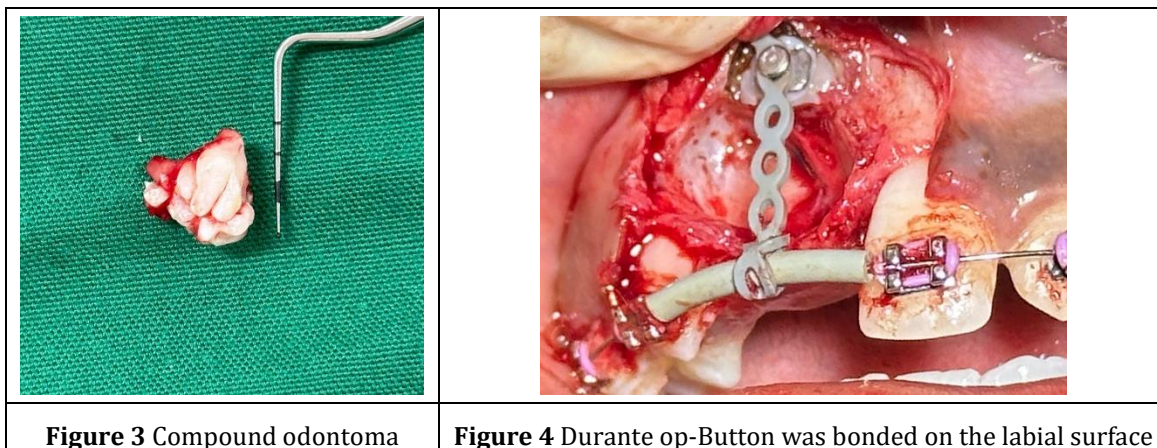 Figure 3 Compound odontoma
Figure 4 Durante op-Button was bonded on the labial surface